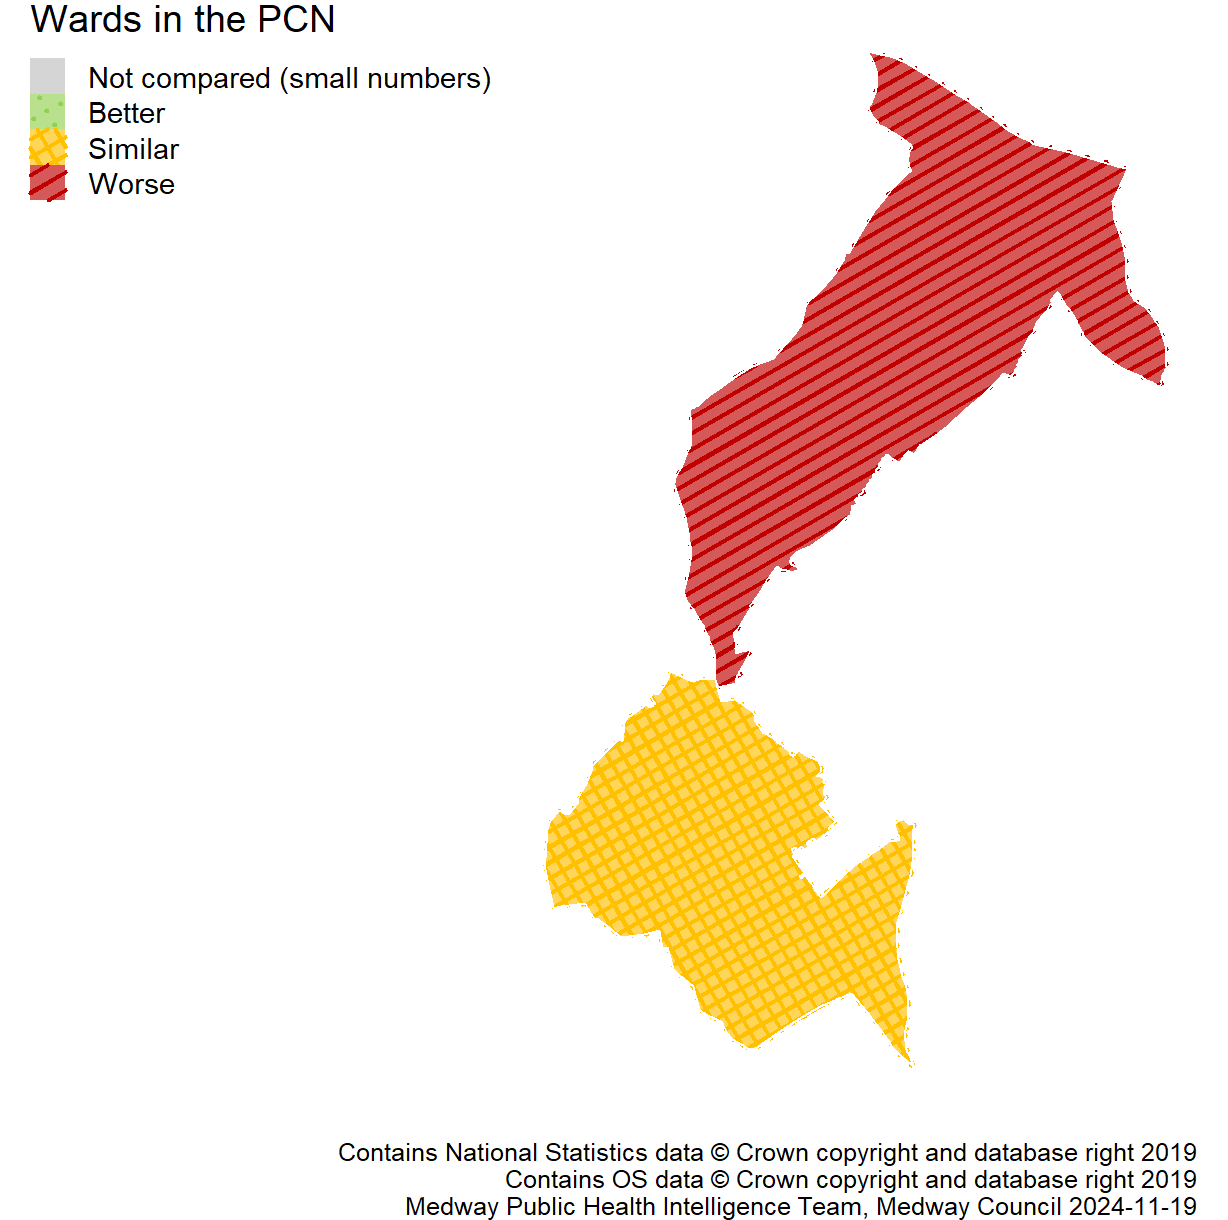 Wards in the PCN
Not compared (small numbers)
Better
Similar
Worse
Contains National Statistics data © Crown copyright and database right 2019
Contains OS data © Crown copyright and database right 2019
Medway Public Health Intelligence Team, Medway Council 2024-11-19